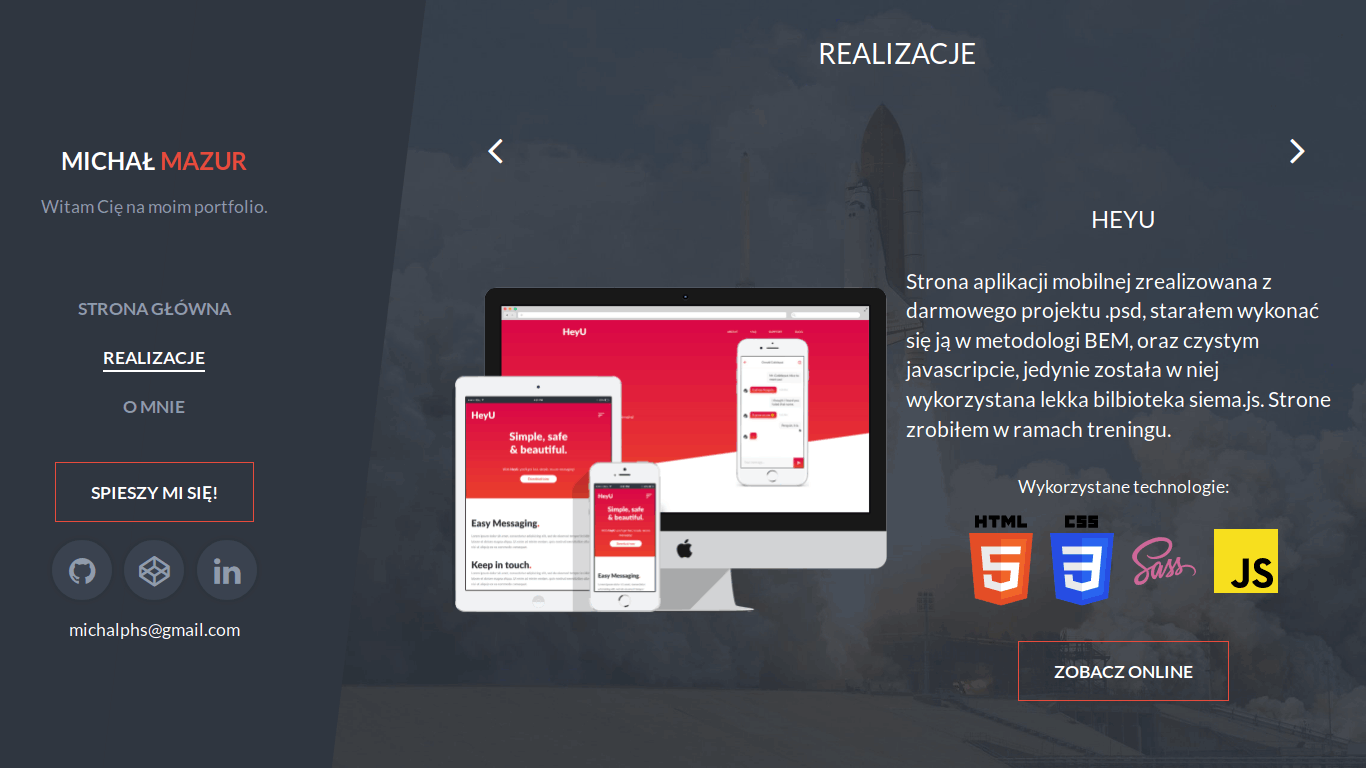 MICHAŁ MAZUR
Witam Cię na moim portfolio.
STRONA GŁÓWNA
REALIZACJE
O MNIE
SPIESZY MI SIĘ!
michalphs@gmail.com
REALIZACJE
HeyU
HeyU
Simple, safe
& beautiful.
Easy Messaging.
Keep in touch.
HeyU
Simple, safe
& beautiful.
Easy Messaging.
HEYU
Strona aplikacji mobilnej zrealizowana z
darmowego projektu .psd, starałem wykonać
się ją w metodologi BEM, oraz czystym
javascripcie, jedynie została w niej
wykorzystana lekka bilbioteka siema.js. Strone
zrobiłem w ramach treningu.
Wykorzystane technologie:
HTML
5
CSS
3
Sass
JS
ZOBACZ ONLINE